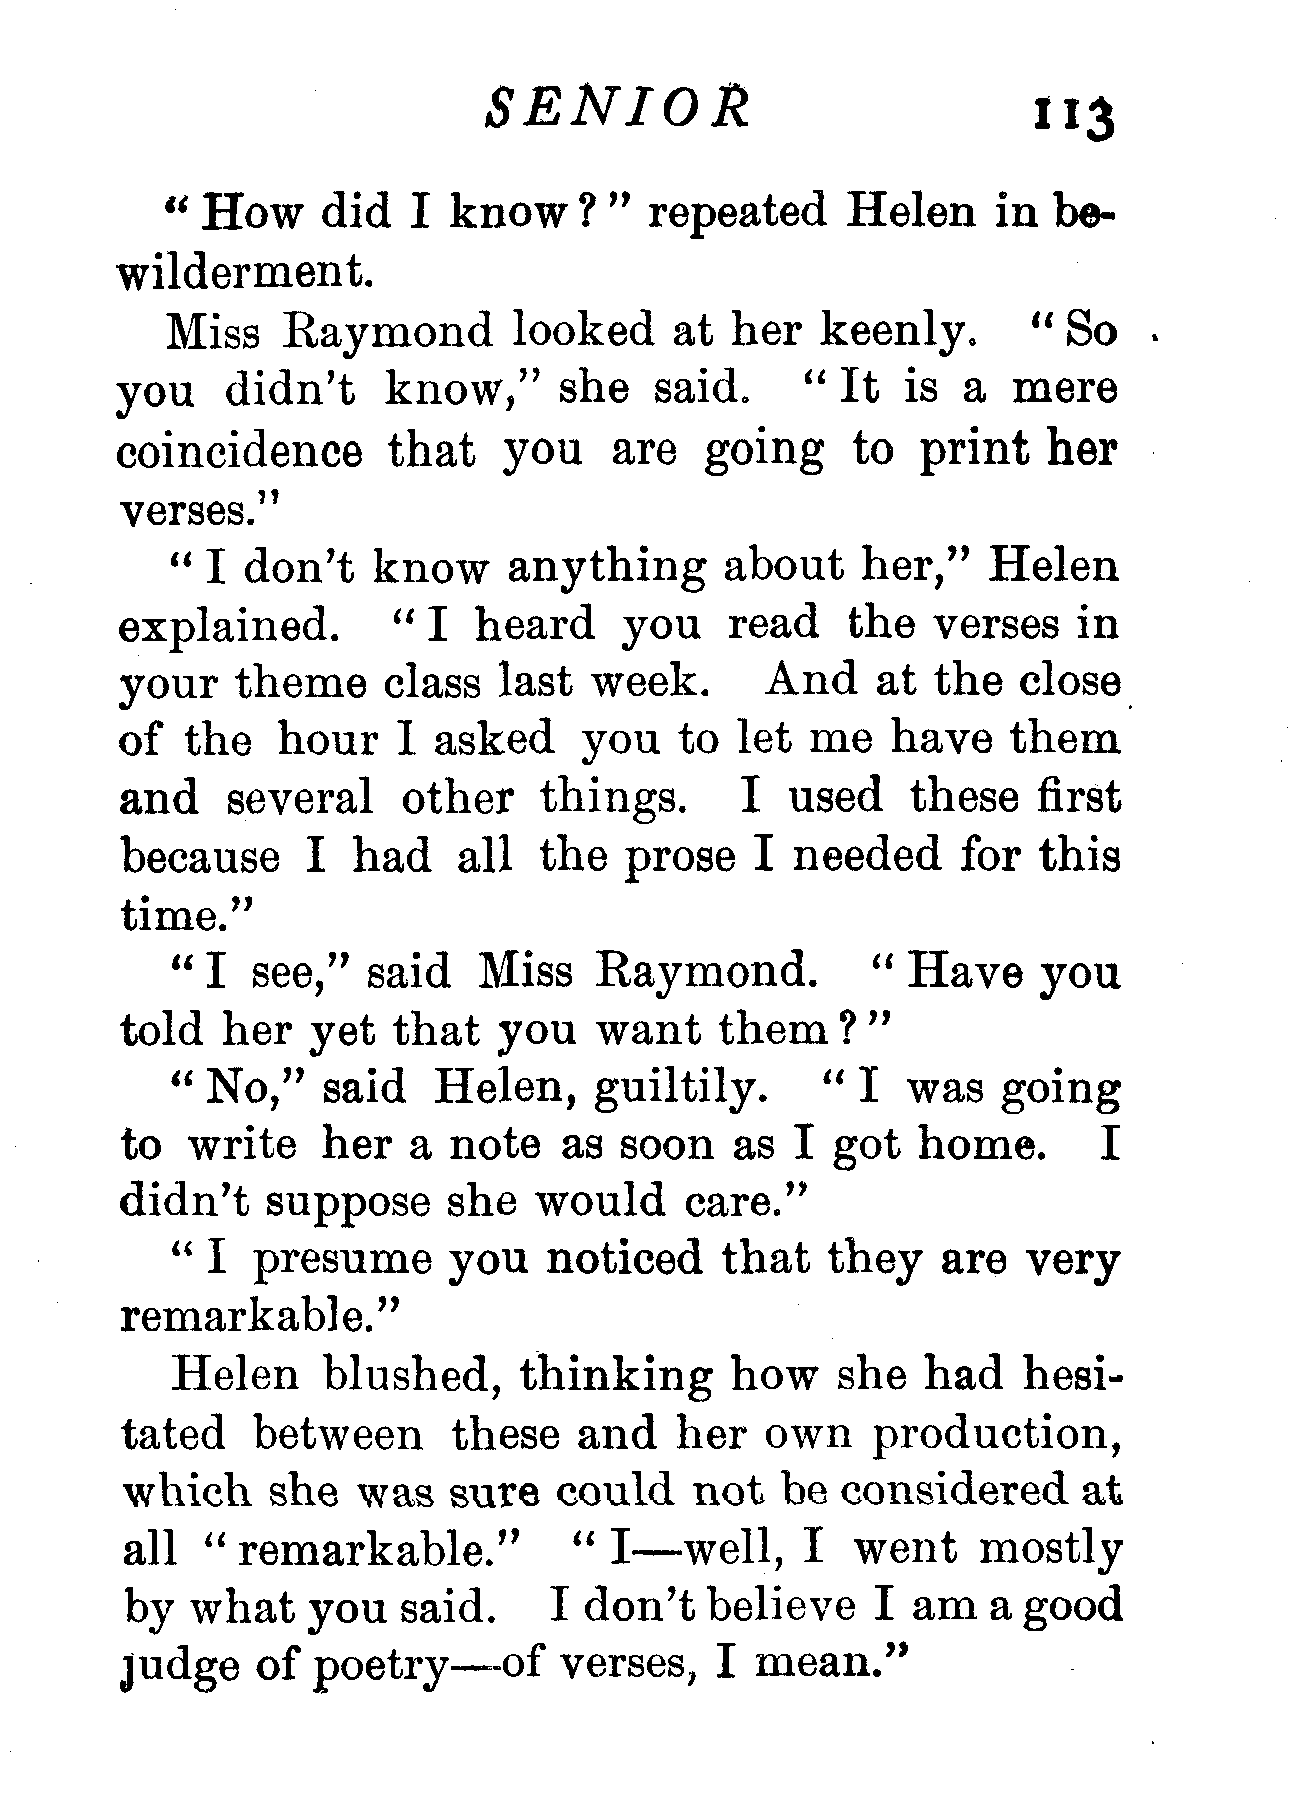 SENIOR 113
“ How did I know ? ” repeated Helen in be-
wilderment.
Miss Raymond looked at her keenly. “ So
you didn’t know,” she said. “ It is a mere
coincidence that you are going to print her
verses.”
“ I don’t know anything about her,” Helen
explained. “ I heard you read the verses in
your theme class last week. And at the close
of the hour I asked you to let me have them
and several other things. I used these first
because I had all the prose I needed for this
time.”
“ I see,” said Miss Raymond. “ Have you
told her yet that you want them ? ”
“ No,” said Helen, guiltily. “ I was going
to write her a note as soon as I got home. I
didn’t suppose she would care.”
“ I presume you noticed that they are very
remarkable.”
Helen blushed, thinking how she had hesi-
tated between these and her own production,
which she was sure could not be considered at
all “ remarkable.” “ I—well, I went mostly
by what you said. I don’t believe I am a good
judge of poetry—of verses, I mean.”